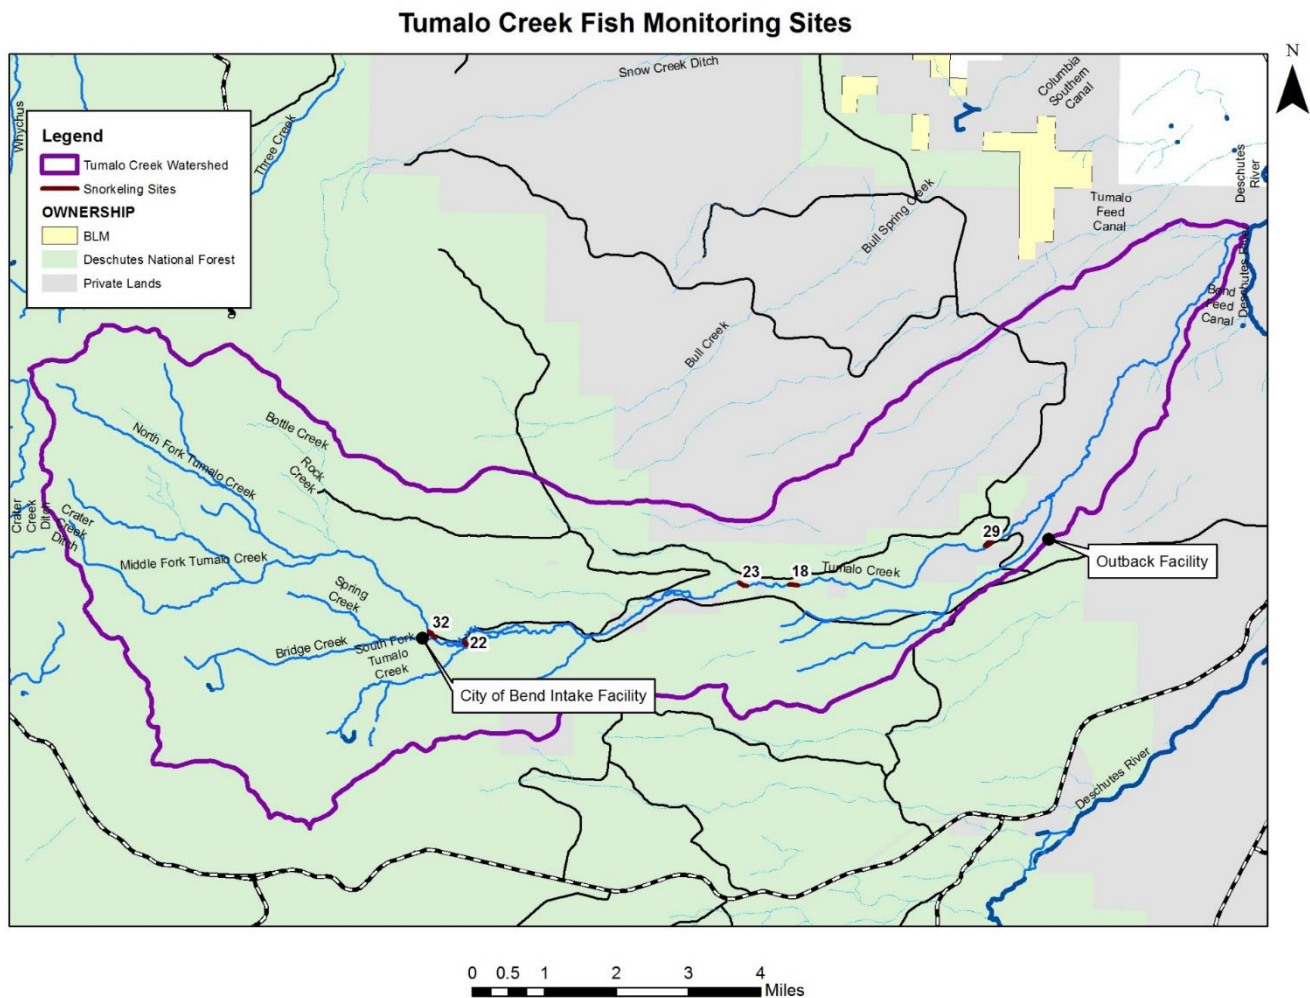 Tumalo Creek Fish Monitoring Sites
N
Snow Creek Ditch
Columbia
Southern
Canal
Whychus
Three Creek
Legend
Tumalo Creek Watershed
Snorkeling Sites
OWNERSHIP
BLM
Deschutes National Forest
Private Lands
Deschutes
River
Tumalo
Feed
Canal
Bull Spring Creek
Deschutes River
Bend
Feed
Canal
Bull Creek
Bottle Creek
North Fork Tumalo Creek
Rock
Creek
Crater
Creek
Ditch
Crater
Creek
Ditch
Middle Fork Tumalo Creek
Spring
Creek
29
23
18
Tumalo Creek
Outback Facility
32
22
Bridge Creek
South Fork
Tumalo
Creek
City of Bend Intake Facility
Deschutes River
0 0.5 1 2 3 4
Miles